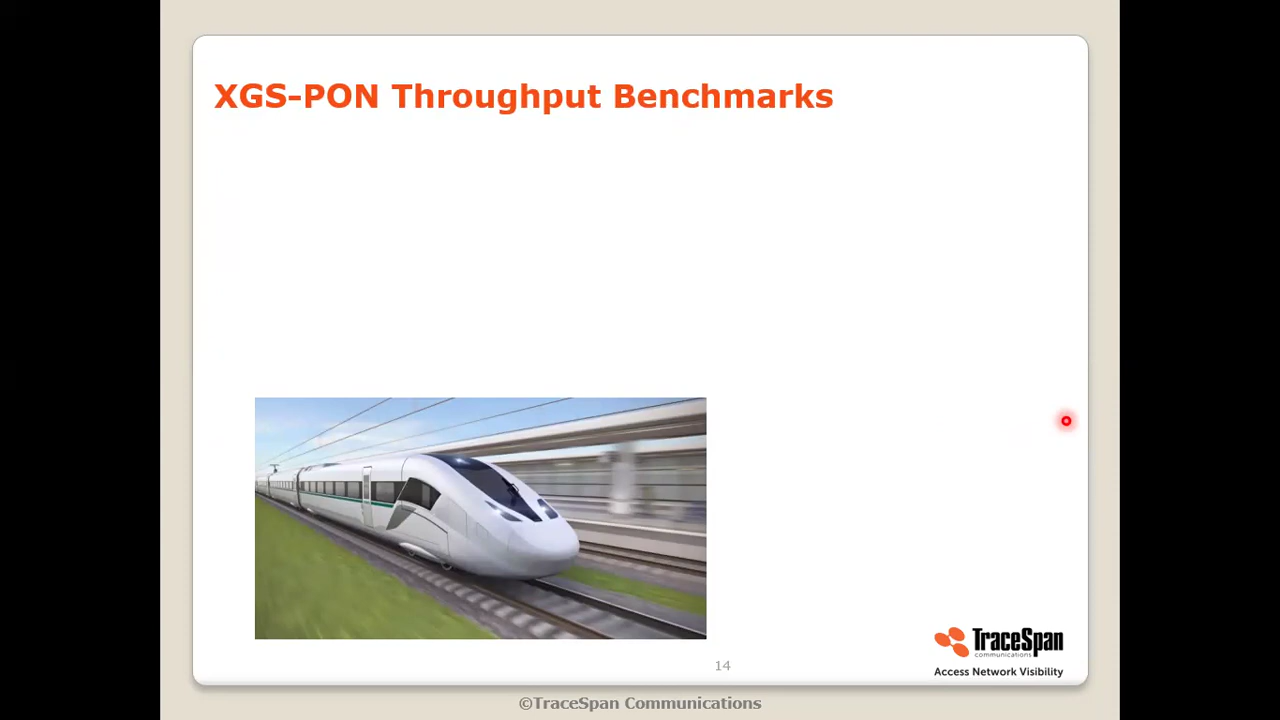 XGS-PON Throughput Benchmarks
TraceSpan
communications
Access Network Visibility
14
©TraceSpan Communications